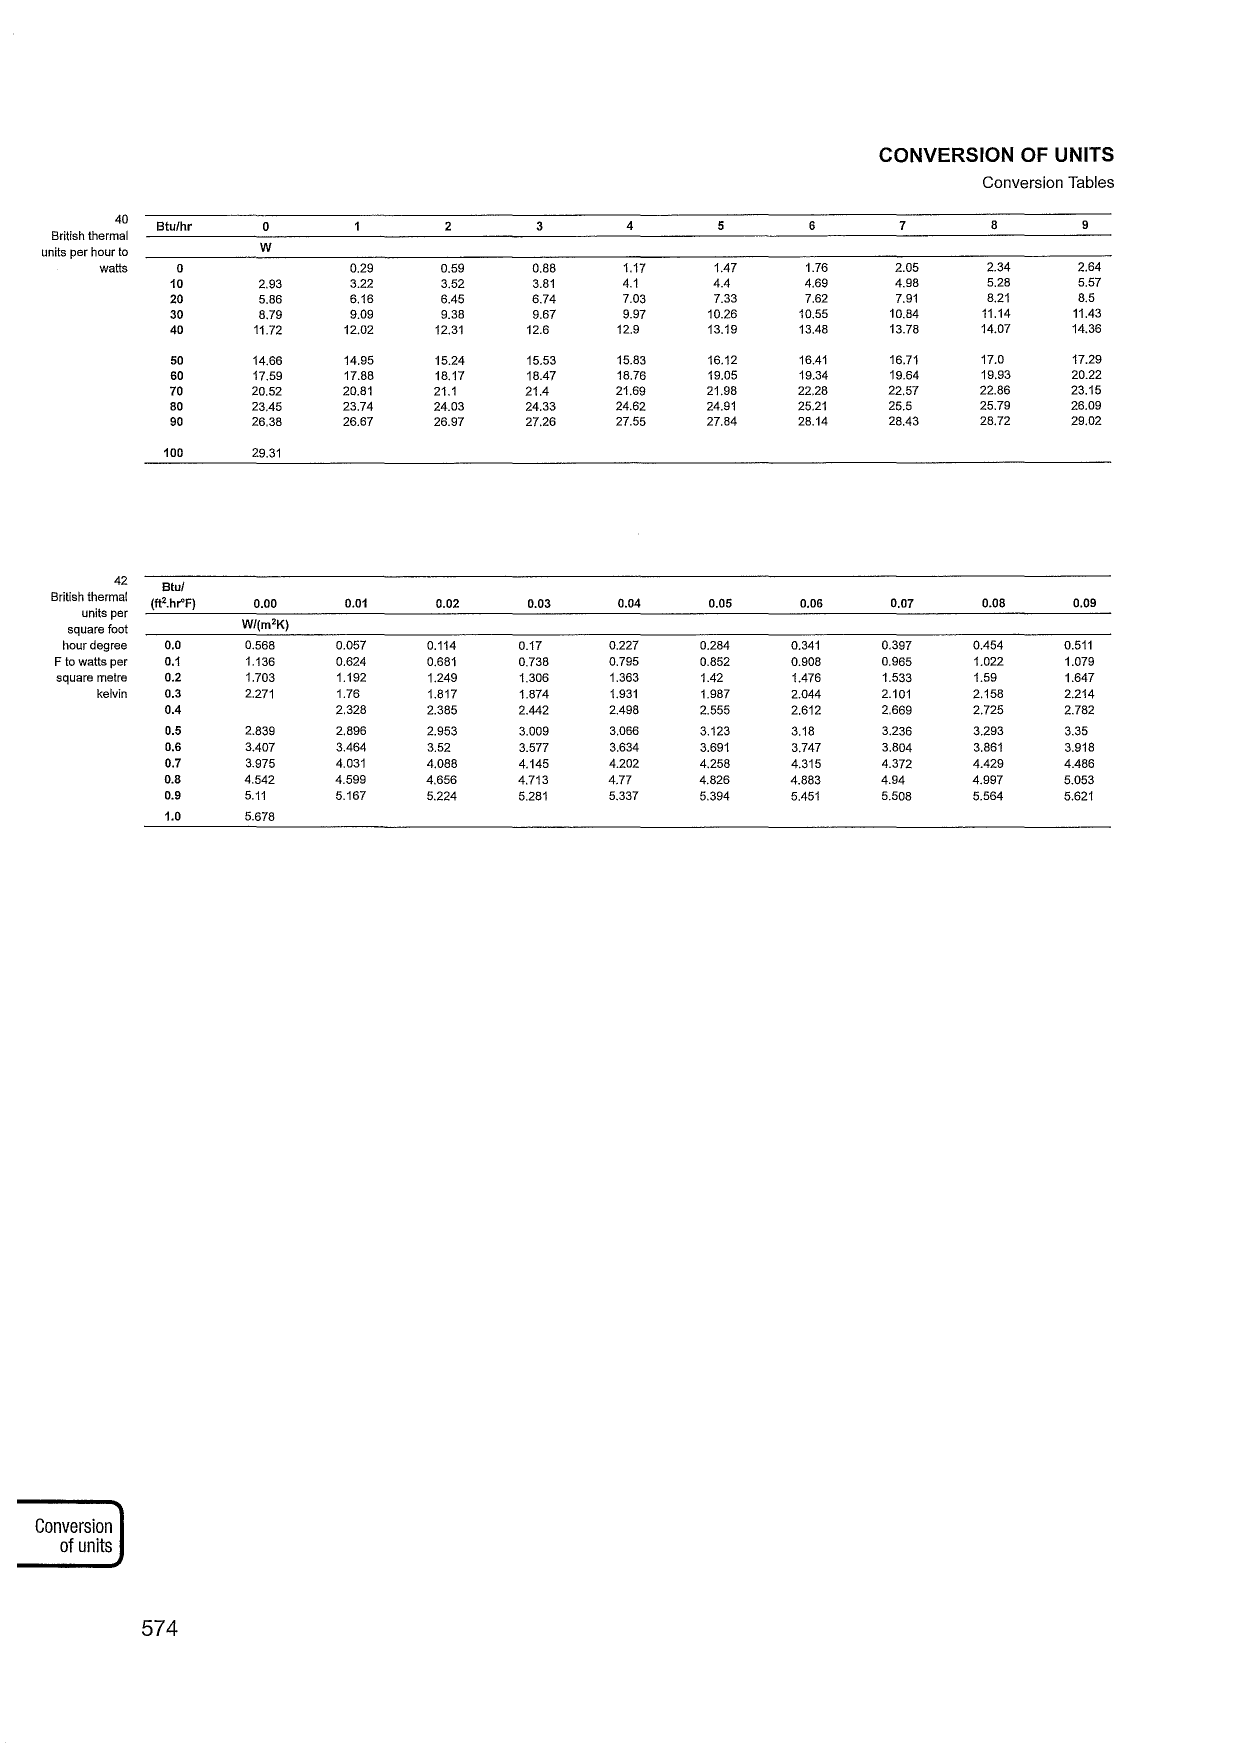 CONVERSION OF UNITS
Conversion Tables
40
British thermal
units per hour to
watts
Btu/hr 0 1 2 3 4 5 6 7 8 9
W
0 0.29 0.59 0.88 1.17 1.47 1.76 2.05 2.34 2.64
10 2.93 3.22 3.52 3.81 4.1 4.4 4.69 4.98 5.28 5.57
20 5.86 6.16 6.45 6.74 7.03 7.33 7.62 7.91 8.21 8.5
30 8.79 9.09 9.38 9.67 9.97 10.26 10.55 10.84 11.14 11.43
40 11.72 12.02 12.31 12.6 12.9 13.19 13.48 13.78 14.07 14.36
50 14.66 14.95 15.24 15.53 15.83 16.12 16.41 16.71 17.0 17.29
60 17.59 17.88 18.17 18.47 18.76 19.05 19.34 19.64 19.93 20.22
70 20.52 20.81 21.1 21.4 21.69 21.98 22.28 22.57 22.86 23.15
80 23.45 23.74 24.03 24.33 24.62 24.91 25.21 25.5 25.79 26.09
90 26.38 26.67 26.97 27.26 27.55 27.84 28.14 28.43 28.72 29.02
100 29.31
42
British thermal
units per
square foot
hour degree
F to watts per
square metre
kelvin
Btu/
(ft².hr°F) 0.00 0.01 0.02 0.03 0.04 0.05 0.06 0.07 0.08 0.09
W/(m²K)
0.0 0.568 0.057 0.114 0.17 0.227 0.284 0.341 0.397 0.454 0.511
0.1 1.136 0.624 0.681 0.738 0.795 0.852 0.908 0.965 1.022 1.079
0.2 1.703 1.192 1.249 1.306 1.363 1.42 1.476 1.533 1.59 1.647
0.3 2.271 1.76 1.817 1.874 1.931 1.987 2.044 2.101 2.158 2.214
0.4 2.328 2.385 2.442 2.498 2.555 2.612 2.669 2.725 2.782
0.5 2.839 2.896 2.953 3.009 3.066 3.123 3.18 3.236 3.293 3.35
0.6 3.407 3.464 3.52 3.577 3.634 3.691 3.747 3.804 3.861 3.918
0.7 3.975 4.031 4.088 4.145 4.202 4.258 4.315 4.372 4.429 4.486
0.8 4.542 4.599 4.656 4.713 4.77 4.826 4.883 4.94 4.997 5.053
0.9 5.11 5.167 5.224 5.281 5.337 5.394 5.451 5.508 5.564 5.621
1.0 5.678
Conversion
of units
574